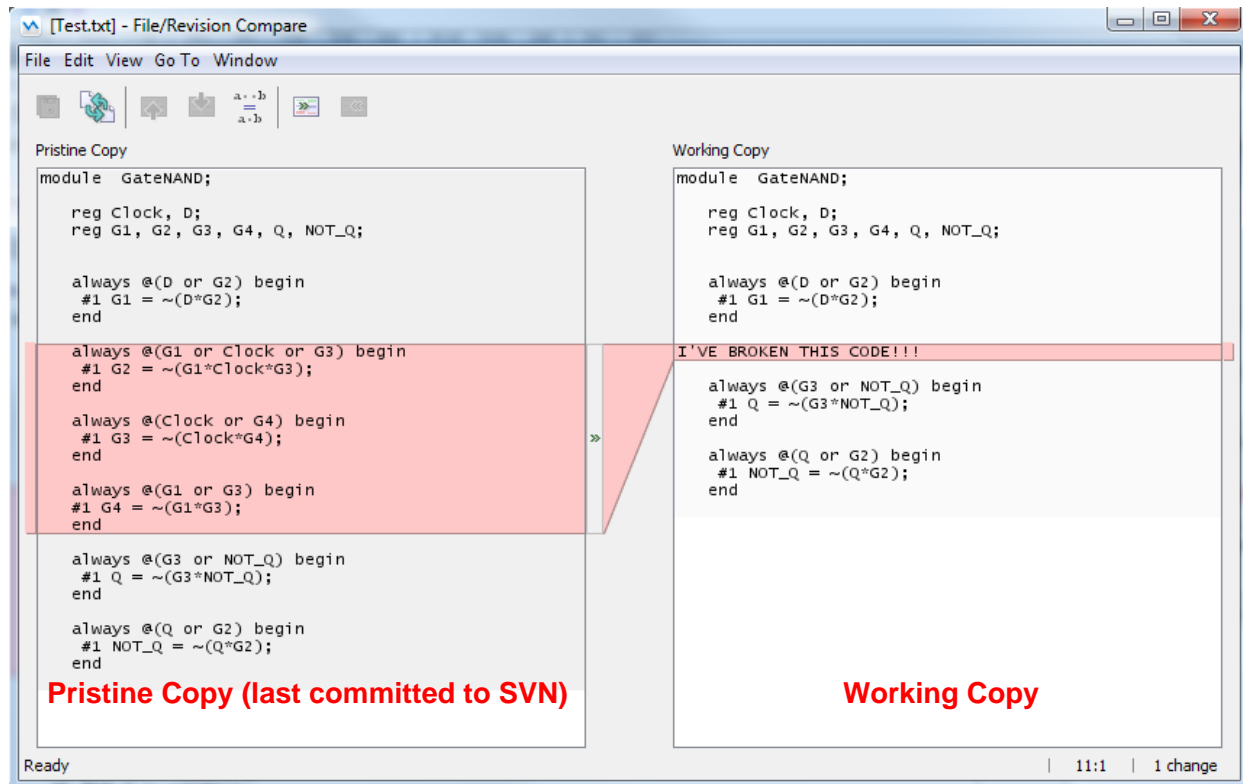 [Test.txt] - File/Revision Compare
File Edit View Go To Window
a··b
=
a·b
Pristine Copy
module  GateNAND;
reg Clock, D;
reg G1, G2, G3, G4, Q, NOT_Q;
always @(D or G2) begin
#1 G1 = ~(D*G2);
end
always @(G1 or Clock or G3) begin
#1 G2 = ~(G1*Clock*G3);
end
always @(Clock or G4) begin
#1 G3 = ~(Clock*G4);
end
always @(G1 or G3) begin
#1 G4 = ~(G1*G3);
end
always @(G3 or NOT_Q) begin
#1 Q = ~(G3*NOT_Q);
end
always @(Q or G2) begin
#1 NOT_Q = ~(Q*G2);
end
Pristine Copy (last committed to SVN)
»
Working Copy
module  GateNAND;
reg Clock, D;
reg G1, G2, G3, G4, Q, NOT_Q;
always @(D or G2) begin
#1 G1 = ~(D*G2);
end
I'VE BROKEN THIS CODE!!!
always @(G3 or NOT_Q) begin
#1 Q = ~(G3*NOT_Q);
end
always @(Q or G2) begin
#1 NOT_Q = ~(Q*G2);
end
Working Copy
Ready
11:1 | 1 change